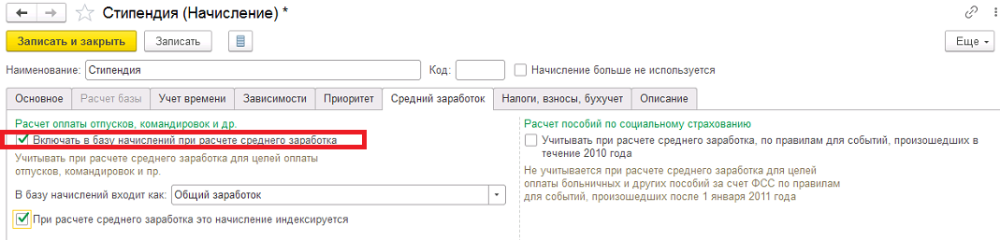 Стипендия (Начисление) *
Записать и закрыть
Записать
Еще
Наименование: Стипендия
Код:
Начисление больше не используется
Основное
Расчет базы
Учет времени
Зависимости
Приоритет
Средний заработок
Налоги, взносы, бухучет
Описание
Расчет оплаты отпусков, командировок и др.
Включать в базу начислений при расчете среднего заработка
Учитывать при расчете среднего заработка для целей оплаты
отпусков, командировок и пр.
В базу начислений входит как: Общий заработок
При расчете среднего заработка это начисление индексируется
Расчет пособий по социальному страхованию
Учитывать при расчете среднего заработка, по правилам для событий, произошедших в
течение 2010 года
Не учитывается при расчете среднего заработка для целей
оплаты больничных и других пособий за счет ФСС по правилам
для событий, произошедших после 1 января 2011 года